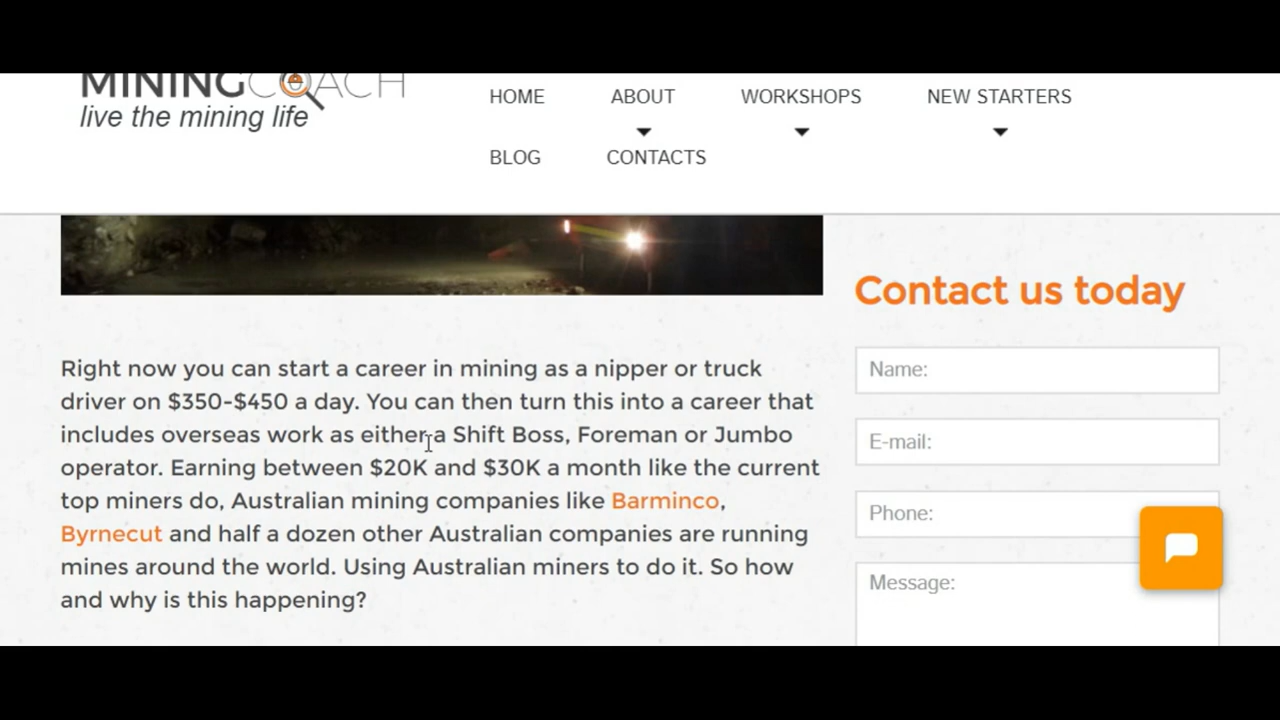 MININGCOACH
live the mining life
HOME ABOUT WORKSHOPS NEW STARTERS
BLOG CONTACTS
Right now you can start a career in mining as a nipper or truck
driver on $350-$450 a day. You can then turn this into a career that
includes overseas work as either a Shift Boss, Foreman or Jumbo
operator. Earning between $20K and $30K a month like the current
top miners do, Australian mining companies like Barminco,
Byrnecut and half a dozen other Australian companies are running
mines around the world. Using Australian miners to do it. So how
and why is this happening?
Contact us today
Name:
E-mail:
Phone:
Message: